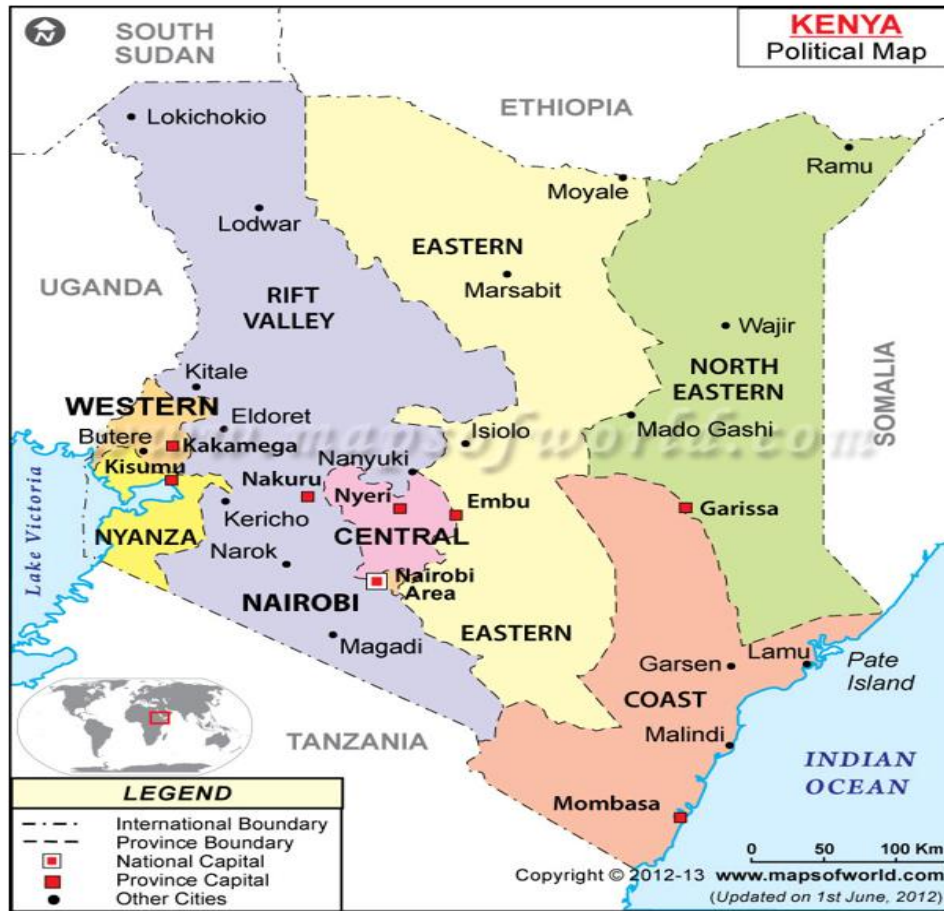 KENYA
Political Map
N
SOUTH
SUDAN
ETHIOPIA
Lokichokio
Ramu
Moyale
Lodwar
EASTERN
UGANDA
Marsabit
RIFT
VALLEY
Wajir
SOMALIA
Kitale
NORTH
EASTERN
WESTERN
Eldoret
Mado Gashi
Butere
Kakamega
Isiolo
www.mapsofworld.com
Kisumu
Nakuru
Nanyuki
Nyeri
Embu
Garissa
Kericho
CENTRAL
NYANZA
Lake Victoria
Narok
Nairobi
Area
NAIROBI
EASTERN
Magadi
Garsen
Lamu
Pate
Island
COAST
TANZANIA
Malindi
INDIAN
OCEAN
Mombasa
LEGEND
International Boundary
Province Boundary
National Capital
Province Capital
Other Cities
0 50 100 Km
Copyright © 2012-13 www.mapsofworld.com
(Updated on 1st June, 2012)